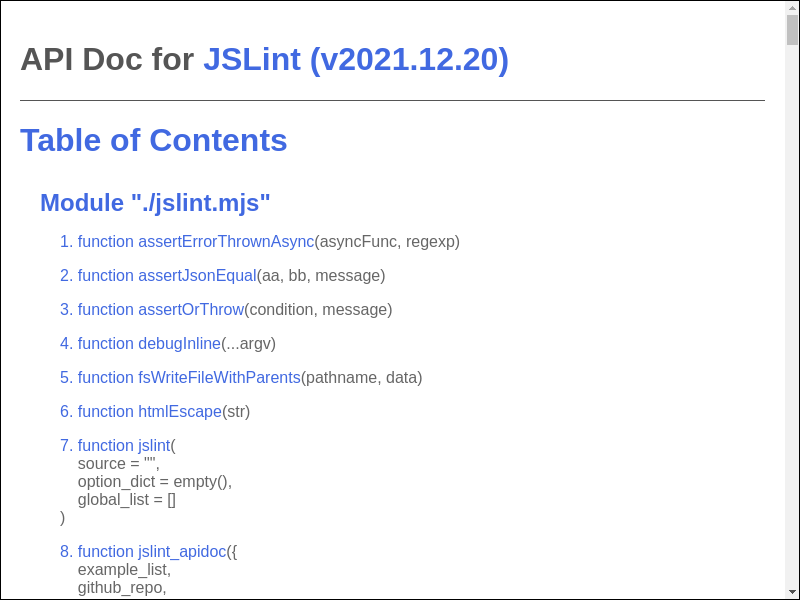 API Doc for JSLint (v2021.12.20)
Table of Contents
Module "./jslint.mjs"
1. function assertErrorThrownAsync(asyncFunc, regexp)
2. function assertJsonEqual(aa, bb, message)
3. function assertOrThrow(condition, message)
4. function debugInline(...argv)
5. function fsWriteFileWithParents(pathname, data)
6. function htmlEscape(str)
7. function jslint(
source = "",
option_dict = empty(),
global_list = []
)
8. function jslint_apidoc({
example_list,
github_repo,